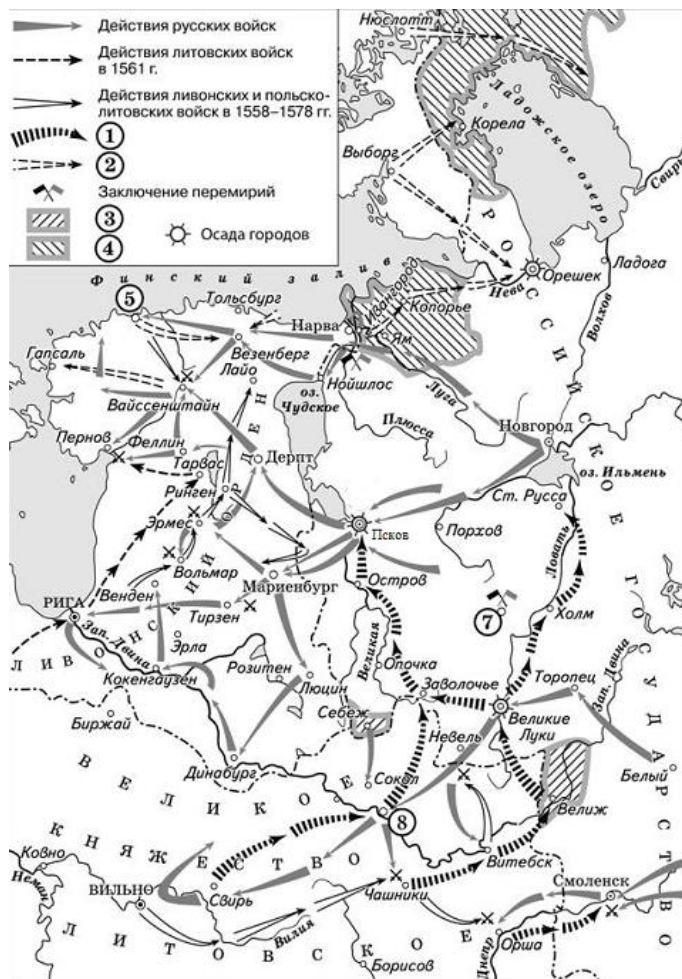 Действия русских войск
Действия литовских войск
в 1561 г.
Действия ливонских и польско-
литовских войск в 1558–1578 гг.
1
2
Заключение перемирий
3
4
Осада городов
Нюслотт
Ладожское озеро
Корела
Выборг
Свирь
РОССИЙСКОЕ ГОСУДАРСТВО
Орешек
Ладога
Нева
Волхов
Финский залив
5
Тольсбург
Ивангород
Копорье
Нарва
Ям
Везенберг
Гапсаль
Лайо
Нойшлос
оз.
Чудское
Луга
Вайссенштайн
Плюсса
Новгород
Пернов
Феллин
Дерпт
оз. Ильмень
Тарвас
Ринген
Ст. Русса
Псков
Порхов
Эрмес
Ловать
Вольмар
Остров
Мариенбург
7
Венден
Холм
РИГА
Тирзен
Зап. Двина
Великая
ЛИВОНСКИЙ ОРДЕН
Эрла
Опочка
Зап. Двина
Розитен
Кокенгаузен
Люцин
Заволочье
Торопец
Себеж
Великие
Луки
Биржай
Невель
Белый
Динабург
Сокол
Велиж
ВЕЛИКОЕ
8
КНЯЖЕСТВО
Витебск
Ковно
Неман
Свирь
Чашники
Смоленск
ВИЛЬНО
Вилия
ЛИТОВСКОЕ
Орша
Днепр
Борисов